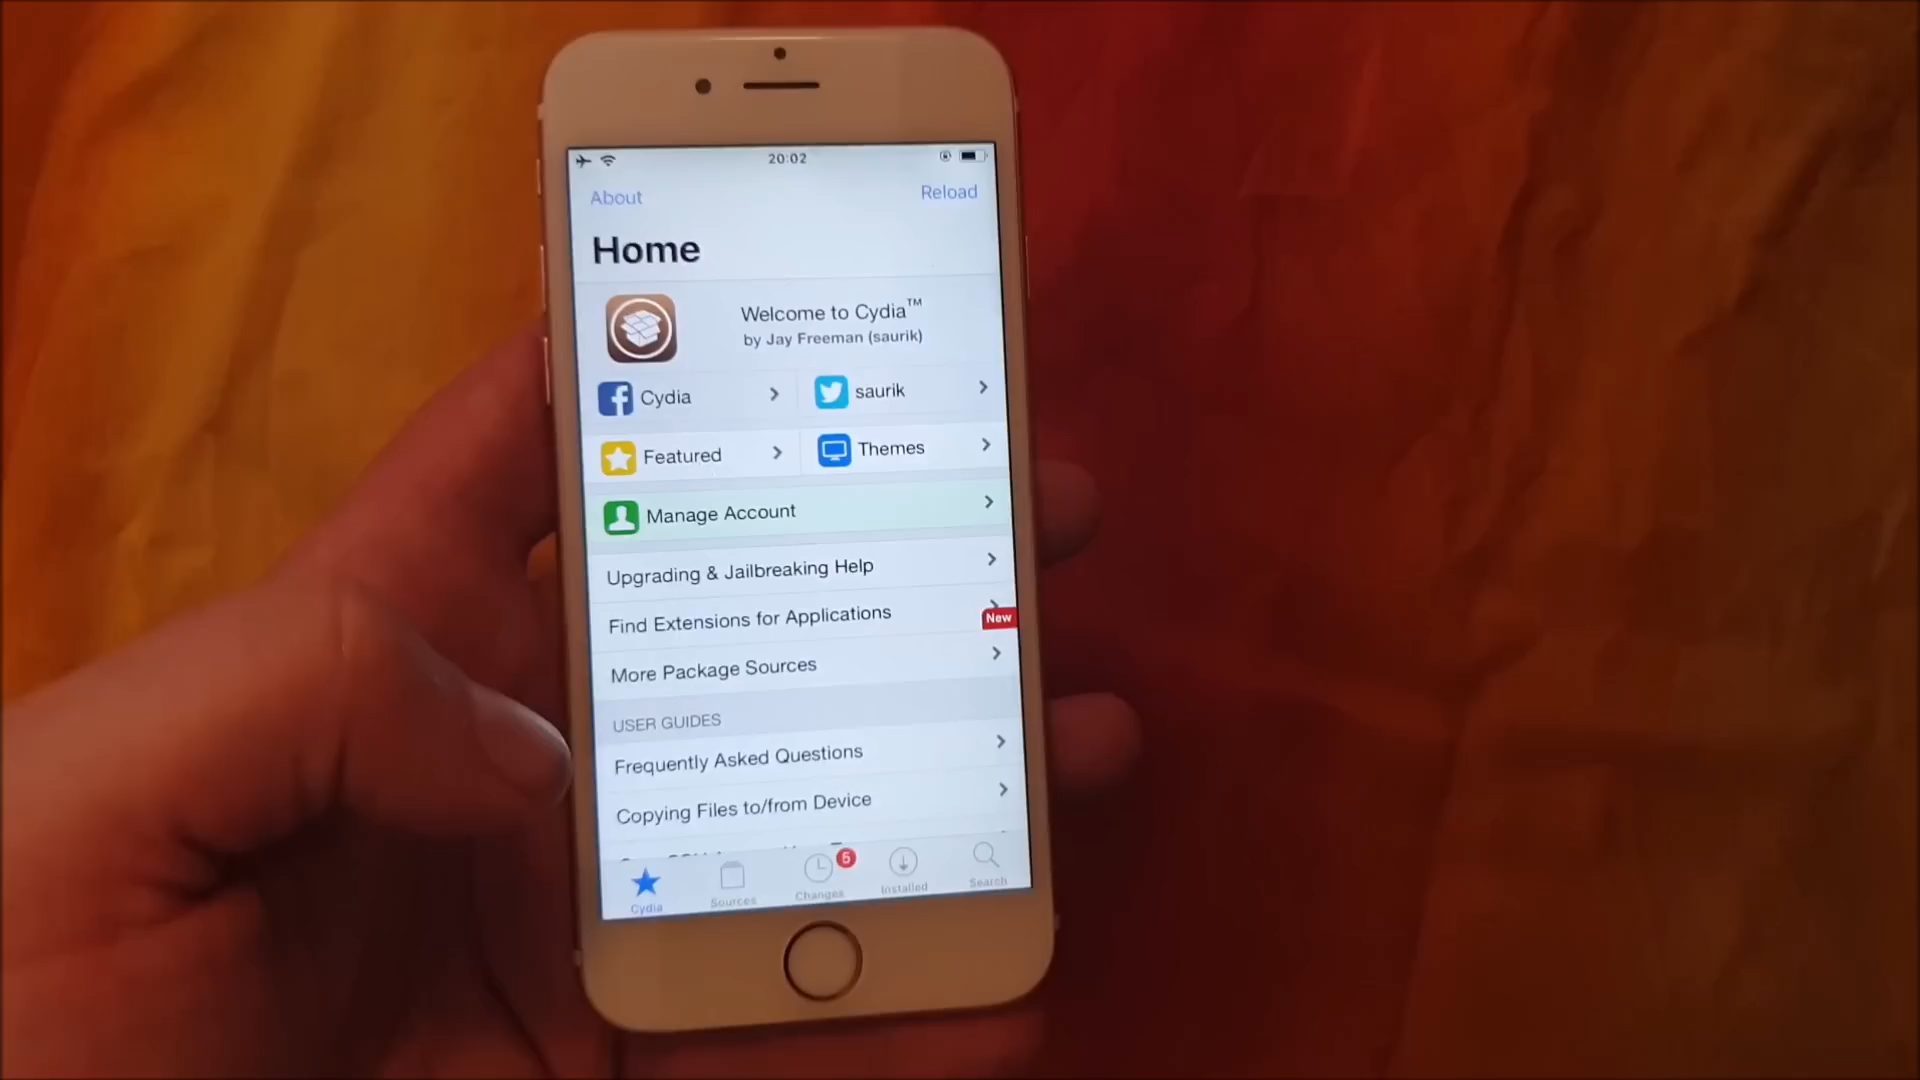 20:02
About
Reload
Home
Welcome to Cydia™
by Jay Freeman (saurik)
Cydia
saurik
Featured
Themes
Manage Account
Upgrading & Jailbreaking Help
Find Extensions for Applications
New
More Package Sources
USER GUIDES
Frequently Asked Questions
Copying Files to/from Device
5
Cydia
Sources
Changes
Installed
Search